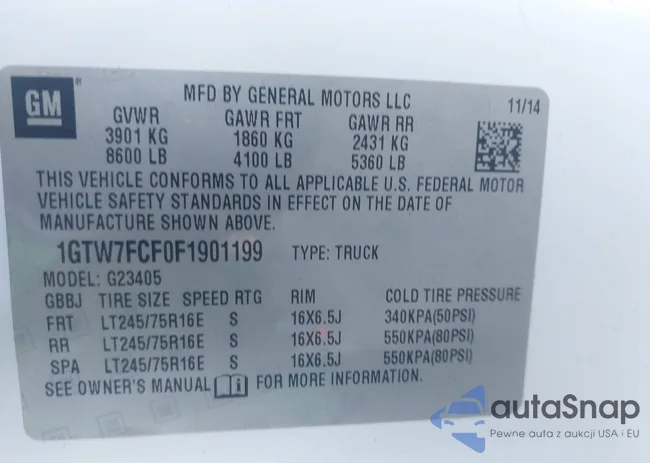 GM
MFD BY GENERAL MOTORS LLC
11/14
GVWR GAWR FRT GAWR RR
3901 KG 1860 KG 2431 KG
8600 LB 4100 LB 5360 LB
THIS VEHICLE CONFORMS TO ALL APPLICABLE U.S. FEDERAL MOTOR
VEHICLE SAFETY STANDARDS IN EFFECT ON THE DATE OF
MANUFACTURE SHOWN ABOVE.
1GTW7FCF0F1901199 TYPE: TRUCK
MODEL: G23405
GBBJ TIRE SIZE SPEED RTG RIM COLD TIRE PRESSURE
FRT LT245/75R16E S 16X6.5J 340KPA(50PSI)
RR LT245/75R16E S 16X6.5J 550KPA(80PSI)
SPA LT245/75R16E S 16X6.5J 550KPA(80PSI)
SEE OWNER'S MANUAL FOR MORE INFORMATION.
autaSnap
Pewne auta z aukcji USA i EU